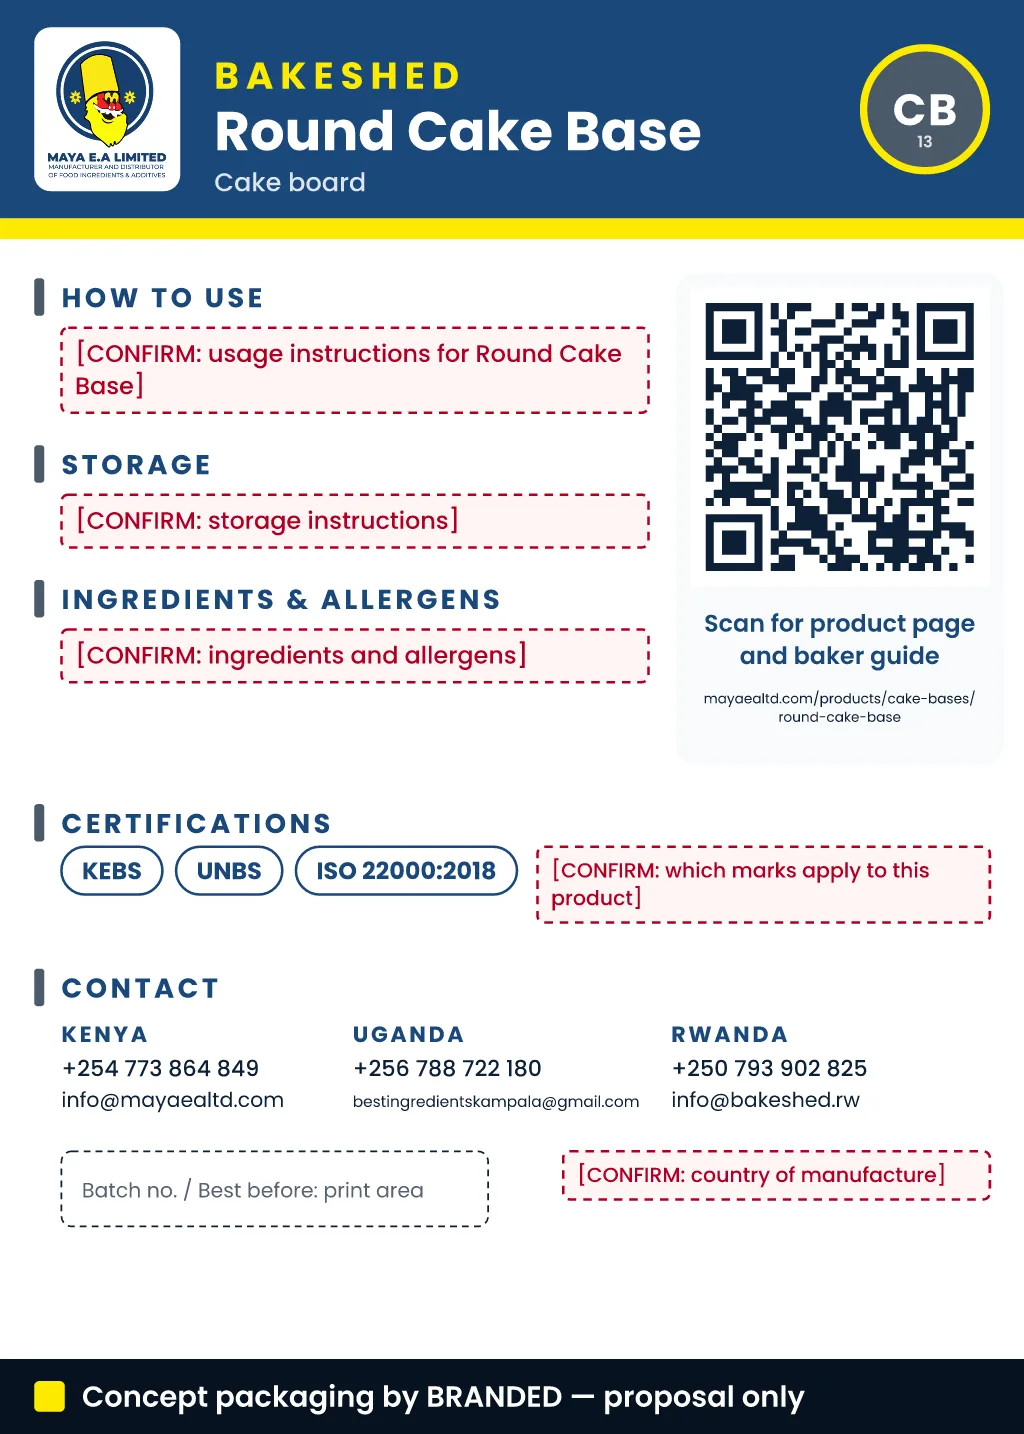 MAYA E.A LIMITED
MANUFACTURER AND DISTRIBUTOR
OF FOOD INGREDIENTS & ADDITIVES
BAKESHED
Round Cake Base
Cake board
CB
13
HOW TO USE
[CONFIRM: usage instructions for Round Cake
Base]
STORAGE
[CONFIRM: storage instructions]
INGREDIENTS & ALLERGENS
[CONFIRM: ingredients and allergens]
Scan for product page
and baker guide
mayaealtd.com/products/cake-bases/
round-cake-base
CERTIFICATIONS
KEBS
UNBS
ISO 22000:2018
[CONFIRM: which marks apply to this
product]
CONTACT
KENYA
+254 773 864 849
info@mayaealtd.com
UGANDA
+256 788 722 180
bestingredientskampala@gmail.com
RWANDA
+250 793 902 825
info@bakeshed.rw
Batch no. / Best before: print area
[CONFIRM: country of manufacture]
Concept packaging by BRANDED — proposal only